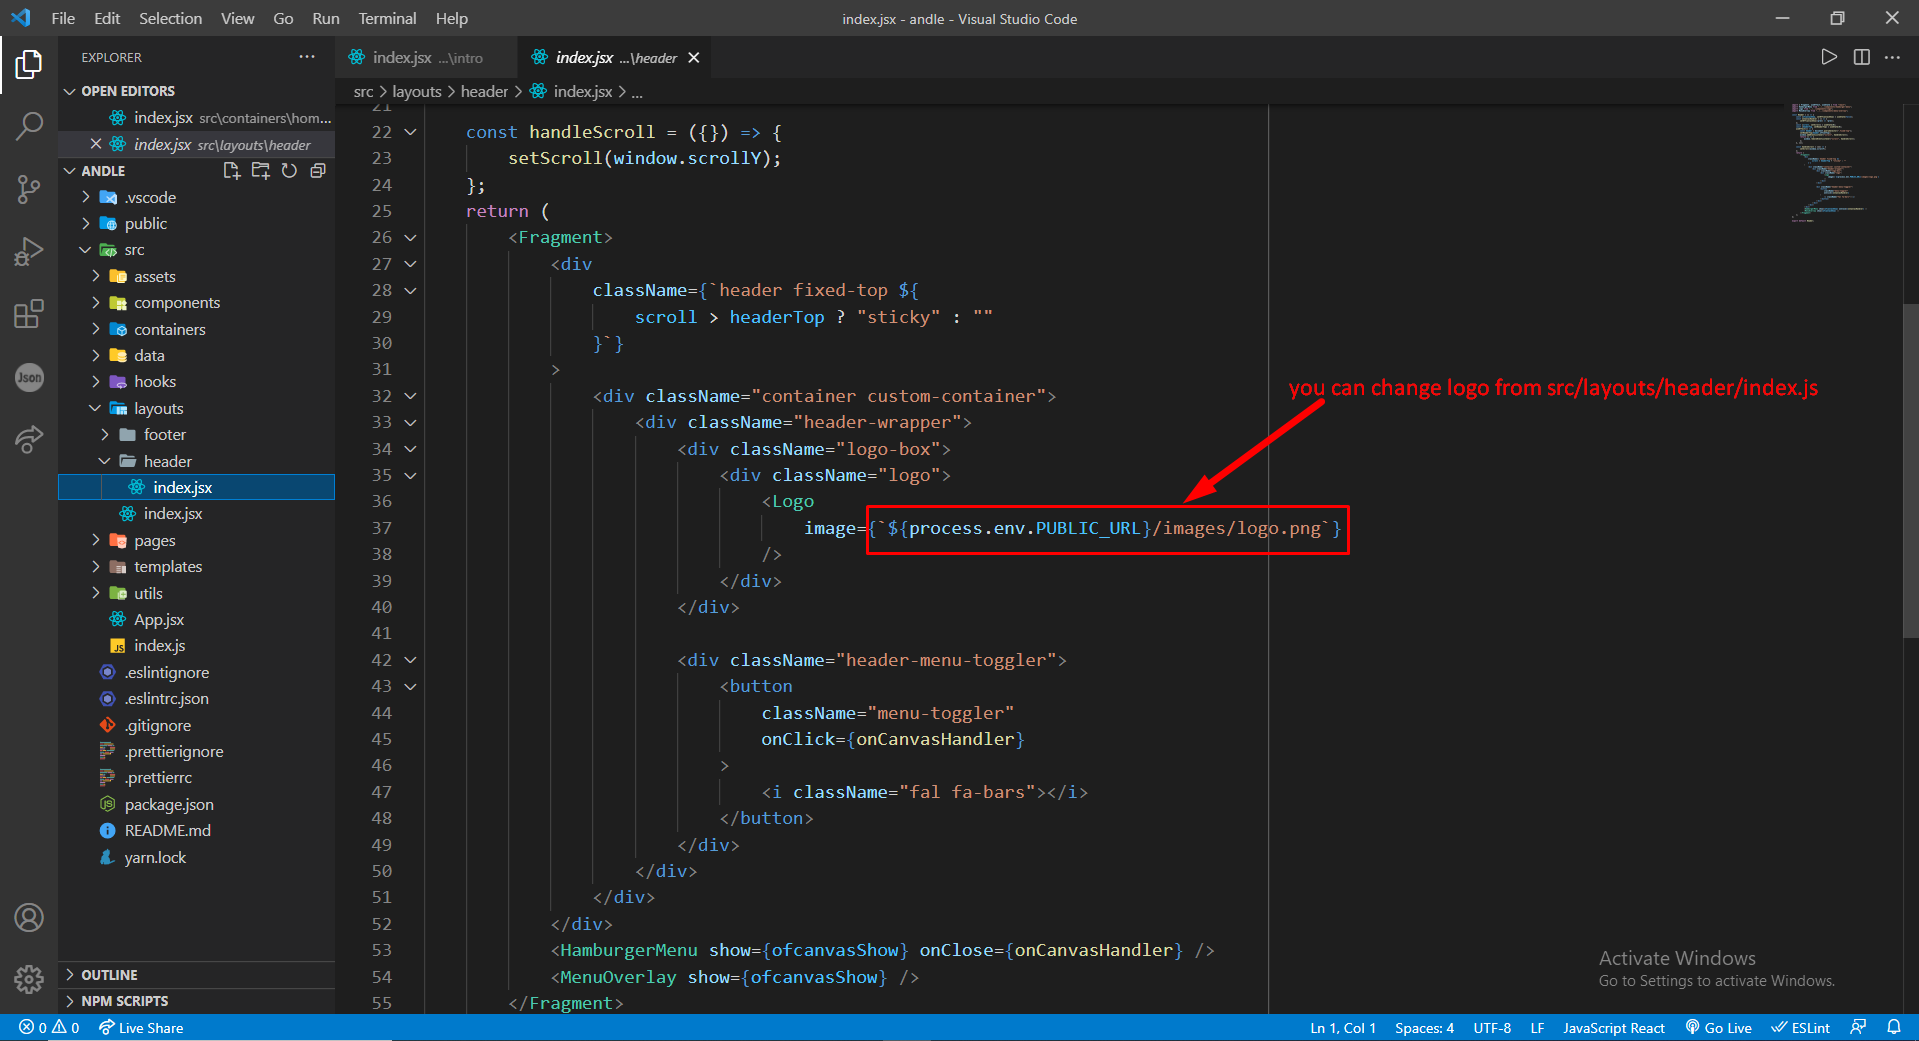 File Edit Selection View Go Run Terminal Help
index.jsx - andle - Visual Studio Code
EXPLORER
OPEN EDITORS
index.jsx src\containers\hom...
index.jsx src\layouts\header
ANDLE
.vscode
public
src
assets
components
containers
data
hooks
layouts
footer
header
index.jsx
index.jsx
pages
templates
utils
App.jsx
JS index.js
.eslintignore
.eslintrc.json
.gitignore
.prettierignore
.prettierrc
package.json
README.md
yarn.lock
OUTLINE
NPM SCRIPTS
Json
index.jsx ...\intro
index.jsx ...\header
src > layouts > header > index.jsx > ...
21
22 const handleScroll = ({}) => {
23 setScroll(window.scrollY);
24 };
25 return (
26 <Fragment>
27 <div
28 className={`header fixed-top ${
29 scroll > headerTop ? "sticky" : ""
30 }`}
31 >
32 <div className="container custom-container">
33 <div className="header-wrapper">
34 <div className="logo-box">
35 <div className="logo">
36 <Logo
37 image={`${process.env.PUBLIC_URL}/images/logo.png`}
38 />
39 </div>
40 </div>
41
42 <div className="header-menu-toggler">
43 <button
44 className="menu-toggler"
45 onClick={onCanvasHandler}
46 >
47 <i className="fal fa-bars"></i>
48 </button>
49 </div>
50 </div>
51 </div>
52 </div>
53 <HamburgerMenu show={ofcanvasShow} onClose={onCanvasHandler} />
54 <MenuOverlay show={ofcanvasShow} />
55 </Fragment>
you can change logo from src/layouts/header/index.js
Activate Windows
Go to Settings to activate Windows.
0 0 Live Share
Ln 1, Col 1 Spaces: 4 UTF-8 LF JavaScript React Go Live ESLint